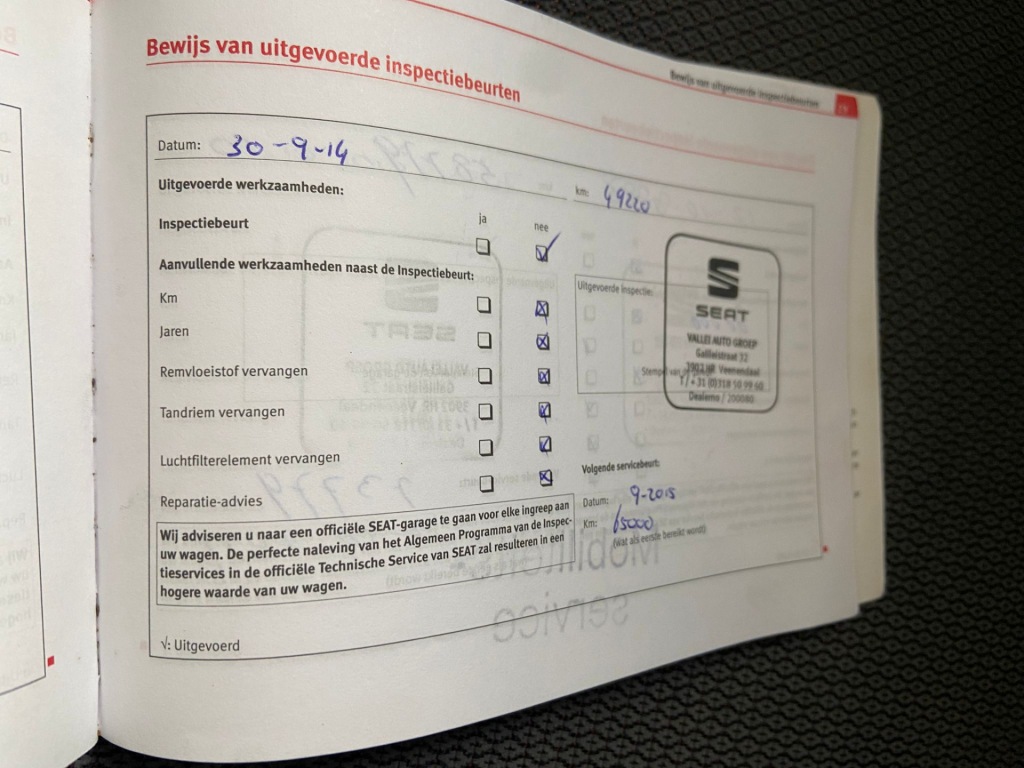 Bewijs van uitgevoerde inspectiebeurten
Bewijs van uitgevoerde inspectiebeurten
Datum: 30-9-14
km: 49220
Uitgevoerde werkzaamheden:
ja nee
Inspectiebeurt
Aanvullende werkzaamheden naast de Inspectiebeurt:
Km
Jaren
Remvloeistof vervangen
Tandriem vervangen
Luchtfilterelement vervangen
Reparatie-advies
Uitgevoerde inspectie:
Stempel van
SEAT
VALLEI AUTO GROEP
Galileistraat 32
3902 HR Veenendaal
T/+31 (0)318 50 99 60
Dealernr / 200080
Volgende servicebeurt:
Datum: 9-2015
Km: 65000
(wat als eerste bereikt wordt)
Wij adviseren u naar een officiële SEAT-garage te gaan voor elke ingreep aan
uw wagen. De perfecte naleving van het Algemeen Programma van de Inspec-
tieservices in de officiële Technische Service van SEAT zal resulteren in een
hogere waarde van uw wagen.
√: Uitgevoerd